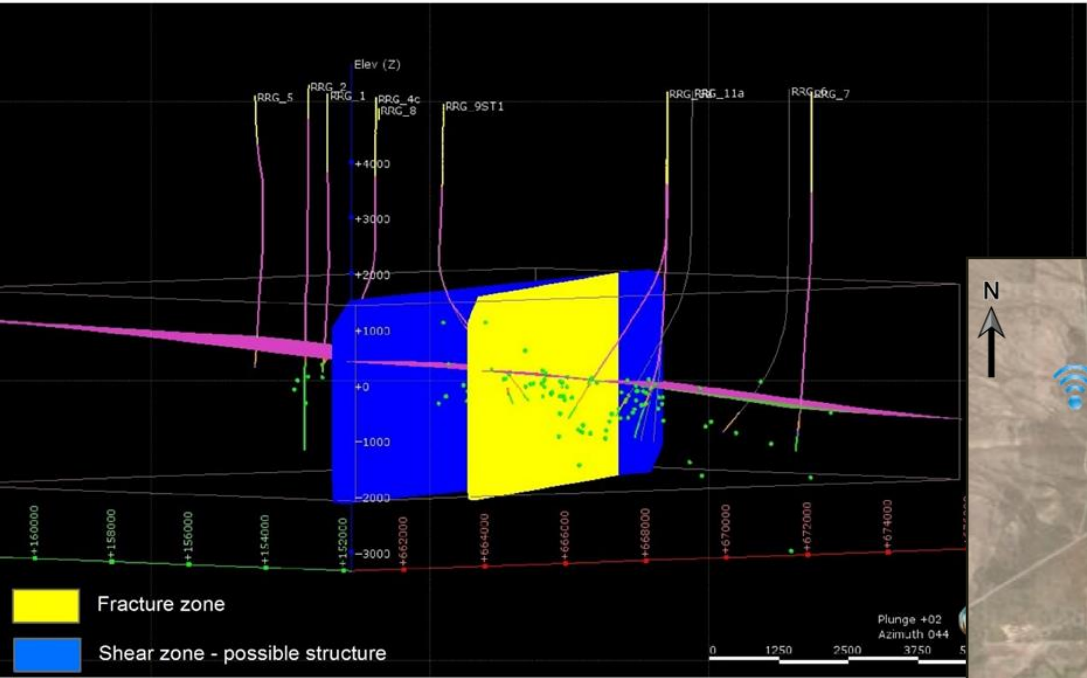 Elev (Z)
RRG_5
RRG_2
RRG_1
RRG_4c
RRG_8
RRG_9ST1
RRG_11a
RRG_7
+4000
+3000
+2000
+1000
+0
-1000
-2000
-3000
+160000
+158000
+156000
+154000
+152000
+662000
+664000
+666000
+668000
+670000
+672000
+674000
N
Fracture zone
Shear zone - possible structure
Plunge +02
Azimuth 044
0 1250 2500 3750